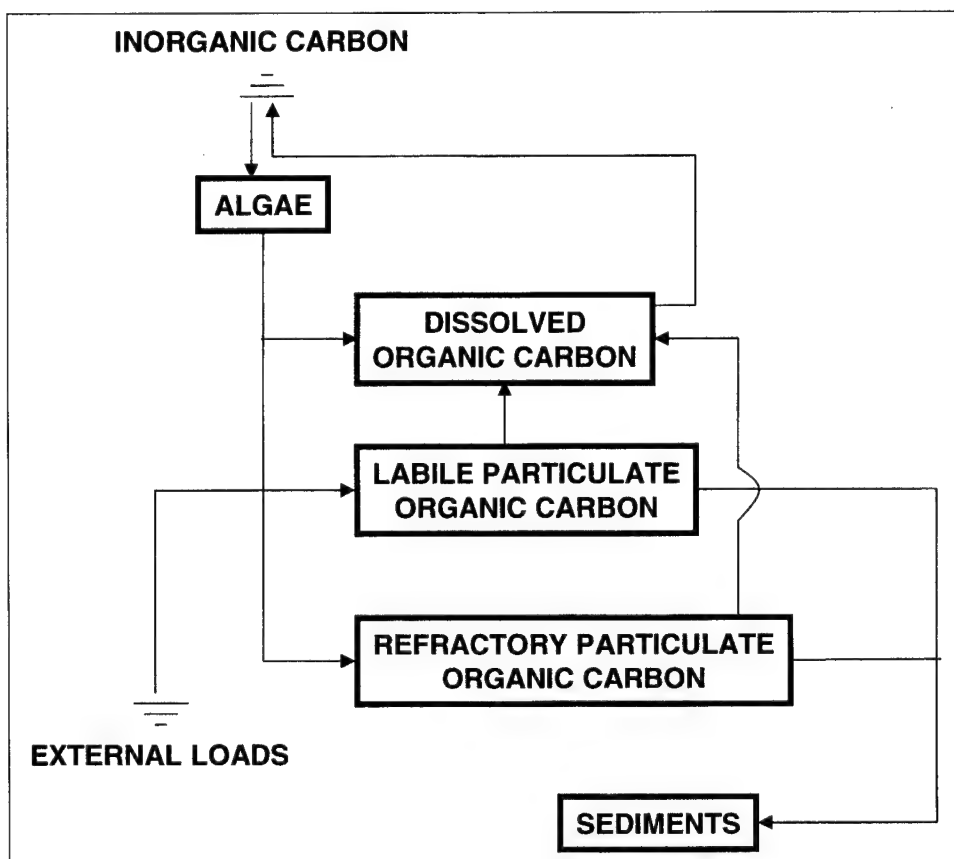 INORGANIC CARBON
ALGAE
DISSOLVED
ORGANIC CARBON
LABILE PARTICULATE
ORGANIC CARBON
REFRACTORY PARTICULATE
ORGANIC CARBON
EXTERNAL LOADS
SEDIMENTS